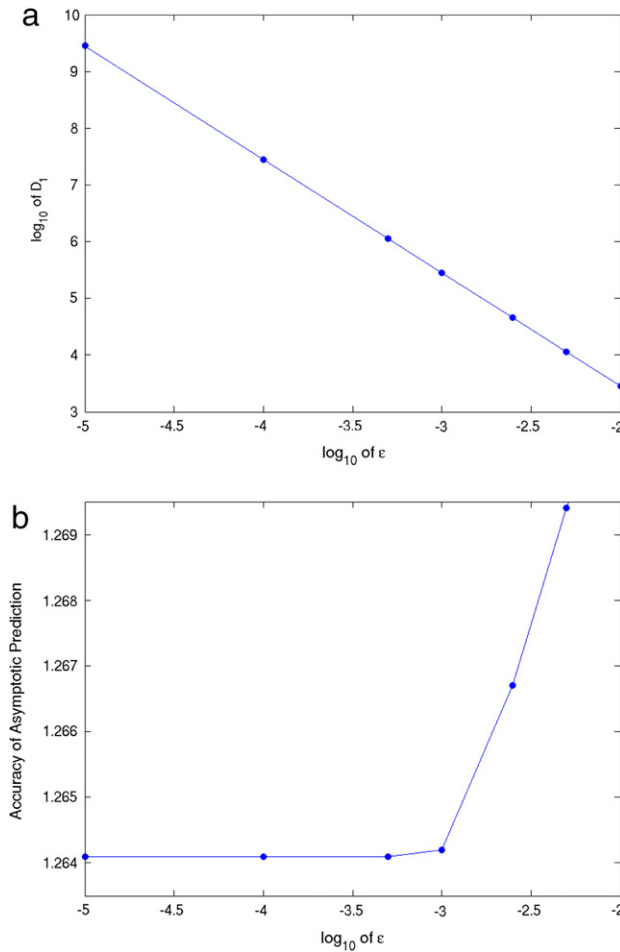 a
10
9
8
7
6
5
4
3
log10 of D1
-5 -4.5 -4 -3.5 -3 -2.5 -2
log10 of ε
b
1.269
1.268
1.267
1.266
1.265
1.264
Accuracy of Asymptotic Prediction
-5 -4.5 -4 -3.5 -3 -2.5 -2
log10 of ε